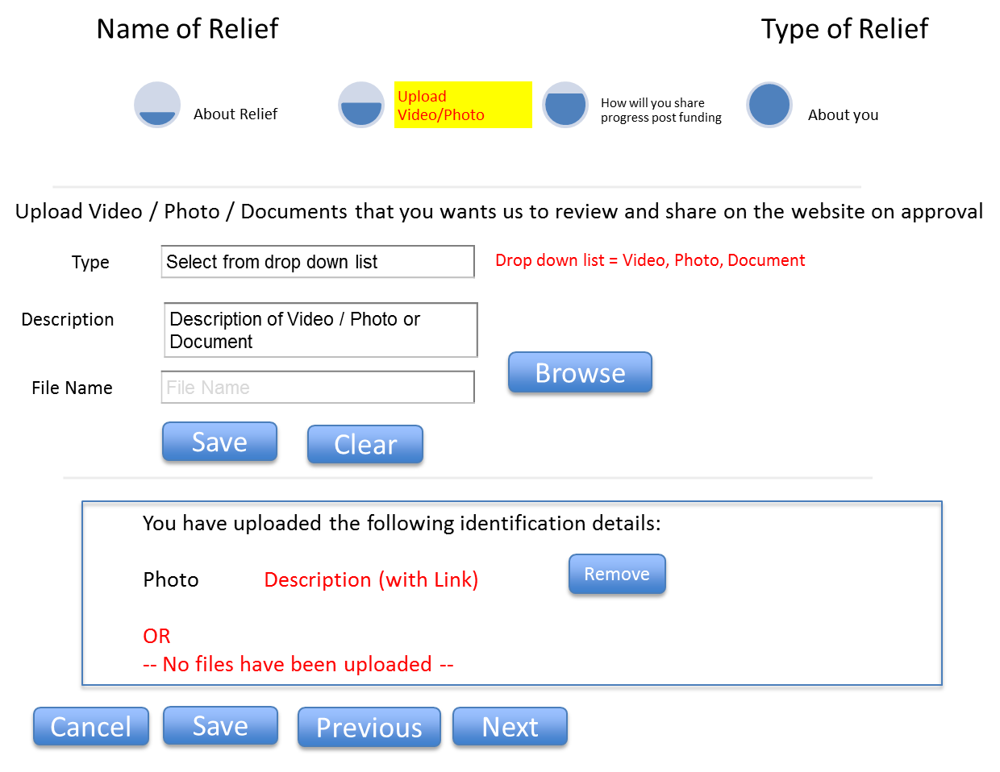 Name of Relief
Type of Relief
About Relief
Upload
Video/Photo
How will you share
progress post funding
About you
Upload Video / Photo / Documents that you wants us to review and share on the website on approval
Type
Select from drop down list
Drop down list = Video, Photo, Document
Description
Description of Video / Photo or
Document
Browse
File Name
File Name
Save
Clear
You have uploaded the following identification details:
Photo
Description (with Link)
Remove
OR
-- No files have been uploaded --
Cancel
Save
Previous
Next